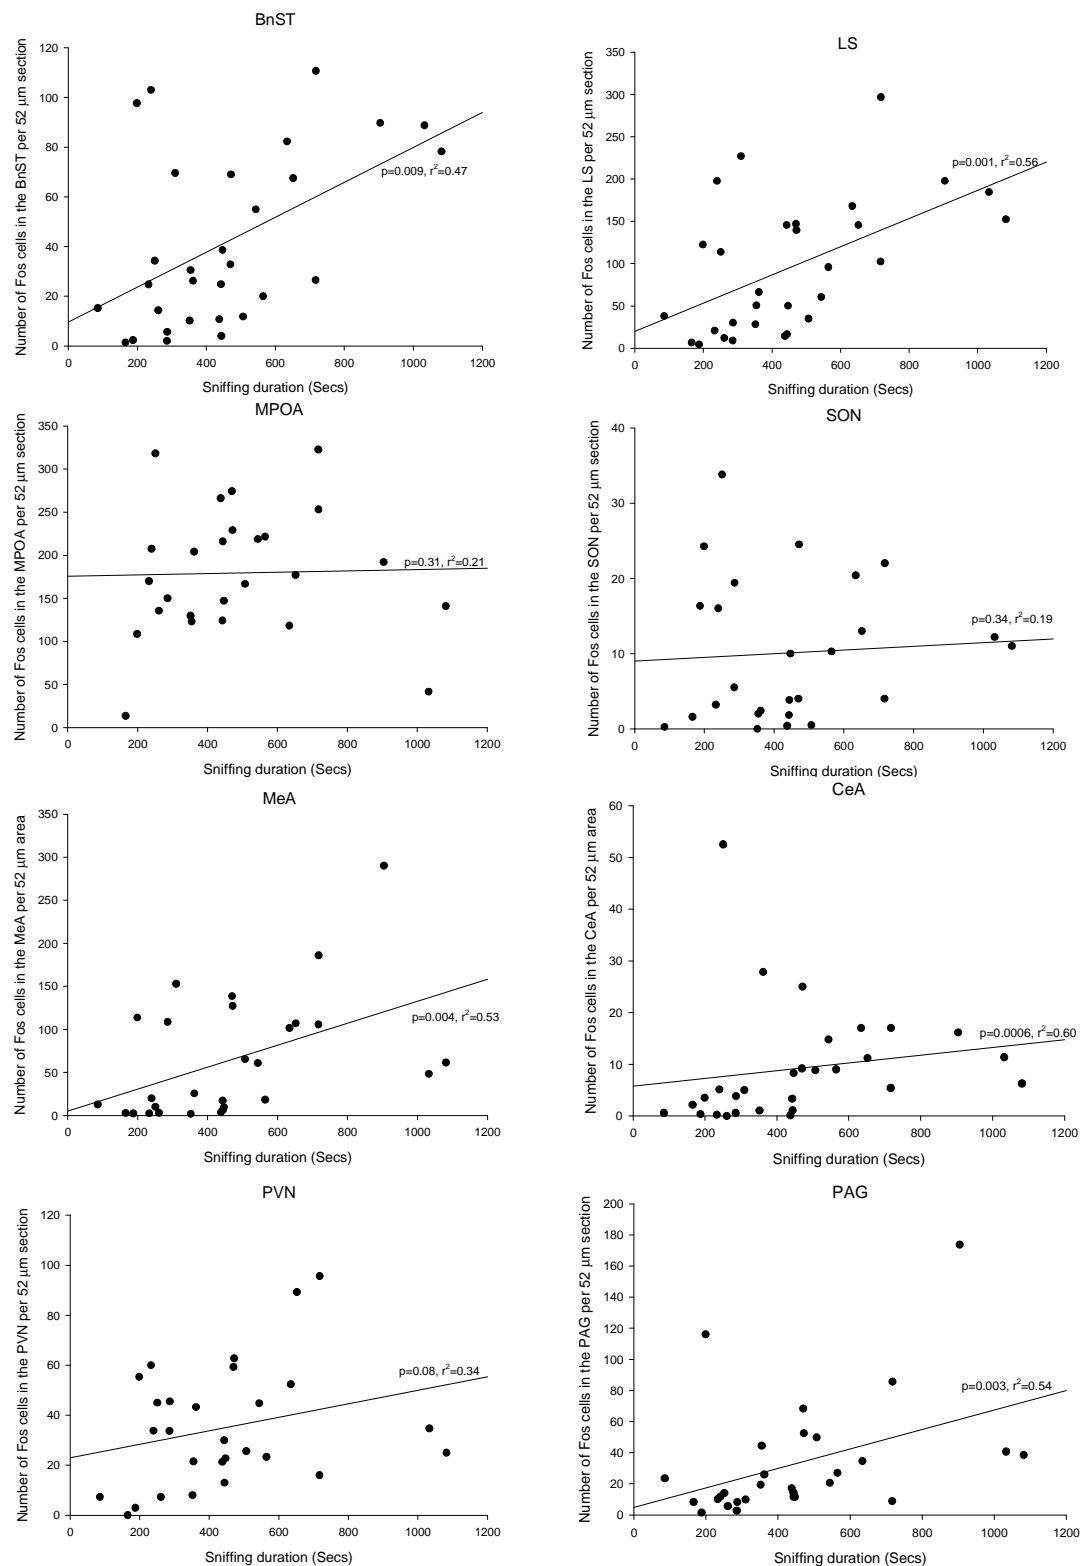 BnST
Number of Fos cells in the BnST per 52 µm section
120
100
80
60
40
20
0
p=0.009, r²=0.47
0 200 400 600 800 1000 1200
Sniffing duration (Secs)
LS
Number of Fos cells in the LS per 52 µm section
350
300
250
200
150
100
50
0
p=0.001, r²=0.56
0 200 400 600 800 1000 1200
Sniffing duration (Secs)
MPOA
Number of Fos cells in the MPOA per 52 µm section
350
300
250
200
150
100
50
0
p=0.31, r²=0.21
0 200 400 600 800 1000 1200
Sniffing duration (Secs)
SON
Number of Fos cells in the SON per 52 µm section
40
30
20
10
0
p=0.34, r²=0.19
0 200 400 600 800 1000 1200
Sniffing duration (Secs)
MeA
Number of Fos cells in the MeA per 52 µm area
350
300
250
200
150
100
50
0
p=0.004, r²=0.53
0 200 400 600 800 1000 1200
Sniffing duration (Secs)
CeA
Number of Fos cells in the CeA per 52 µm area
60
50
40
30
20
10
0
p=0.0006, r²=0.60
0 200 400 600 800 1000 1200
Sniffing duration (Secs)
PVN
Number of Fos cells in the PVN per 52 µm section
120
100
80
60
40
20
0
p=0.08, r²=0.34
0 200 400 600 800 1000 1200
Sniffing duration (Secs)
PAG
Number of Fos cells in the PAG per 52 µm section
200
180
160
140
120
100
80
60
40
20
0
p=0.003, r²=0.54
0 200 400 600 800 1000 1200
Sniffing duration (Secs)